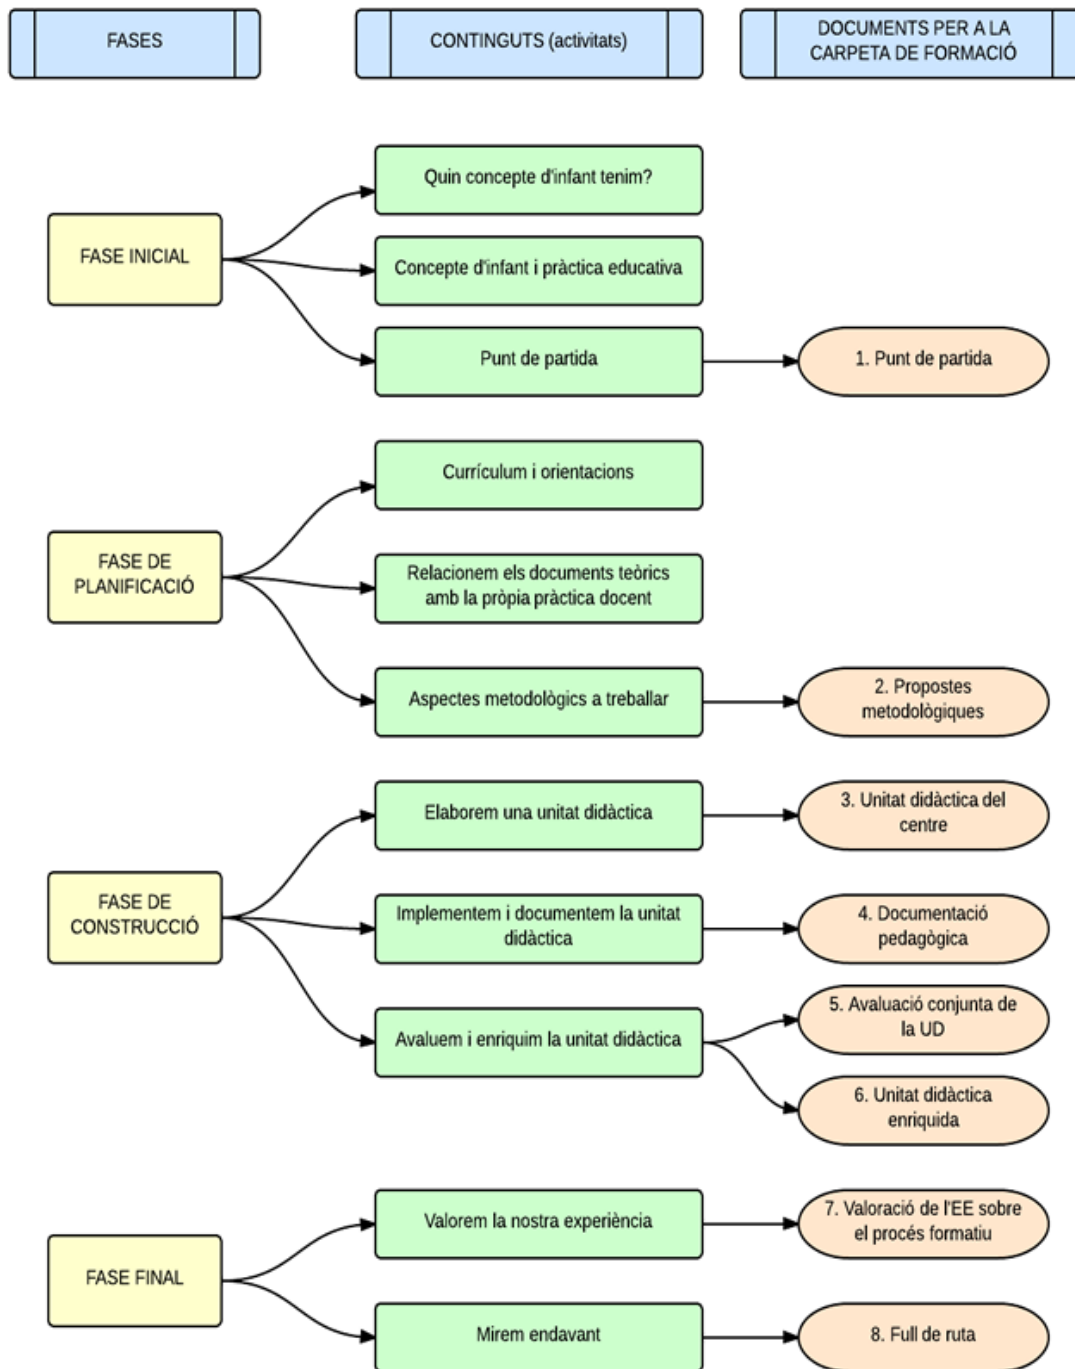 FASES
CONTINGUTS (activitats)
DOCUMENTS PER A LA
CARPETA DE FORMACIÓ
FASE INICIAL
Quin concepte d'infant tenim?
Concepte d'infant i pràctica educativa
Punt de partida
1. Punt de partida
FASE DE
PLANIFICACIÓ
Currículum i orientacions
Relacionem els documents teòrics
amb la pròpia pràctica docent
Aspectes metodològics a treballar
2. Propostes
metodològiques
FASE DE
CONSTRUCCIÓ
Elaborem una unitat didàctica
3. Unitat didàctica del
centre
Implementem i documentem la unitat
didàctica
4. Documentació
pedagògica
Avaluem i enriquim la unitat didàctica
5. Avaluació conjunta de
la UD
6. Unitat didàctica
enriquida
FASE FINAL
Valorem la nostra experiència
7. Valoració de l'EE sobre
el procés formatiu
Mirem endavant
8. Full de ruta